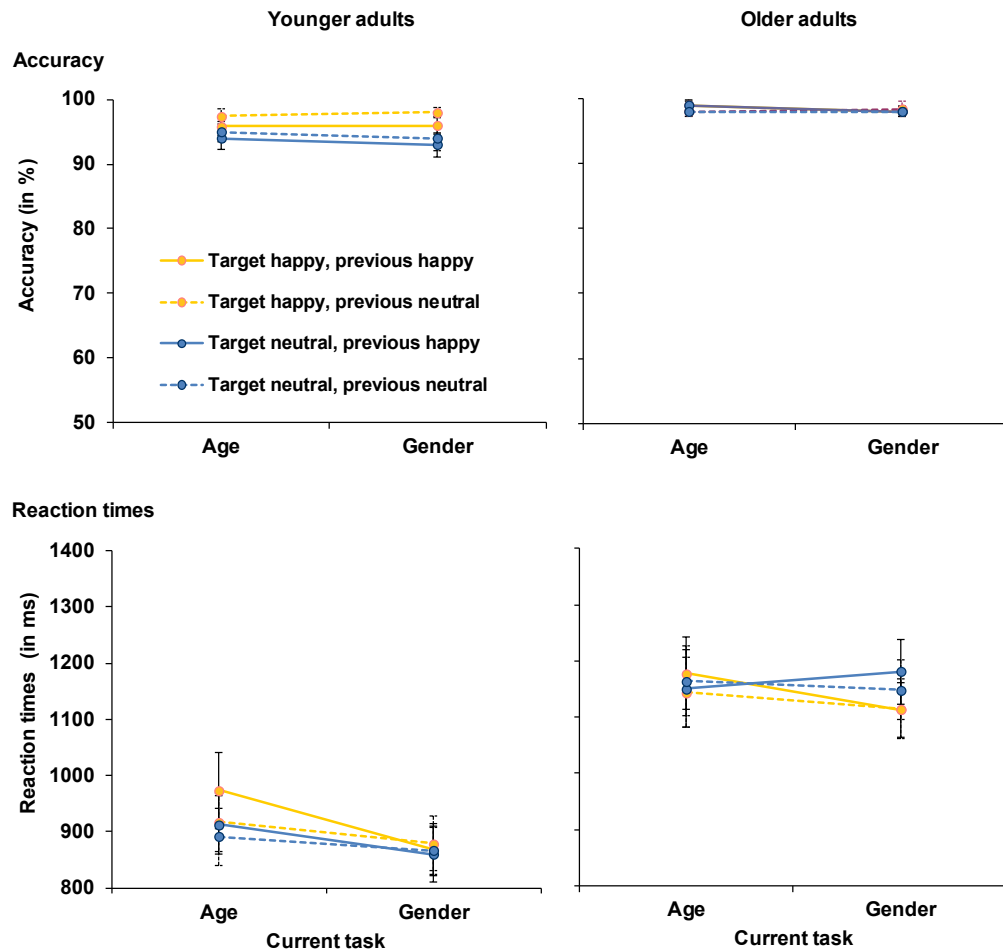 Younger adults
Older adults
Accuracy
Accuracy (in %)
100
90
80
70
60
50
Target happy, previous happy
Target happy, previous neutral
Target neutral, previous happy
Target neutral, previous neutral
Age
Gender
Age
Gender
Reaction times
Reaction times (in ms)
1400
1300
1200
1100
1000
900
800
Age
Gender
Current task
Age
Gender
Current task